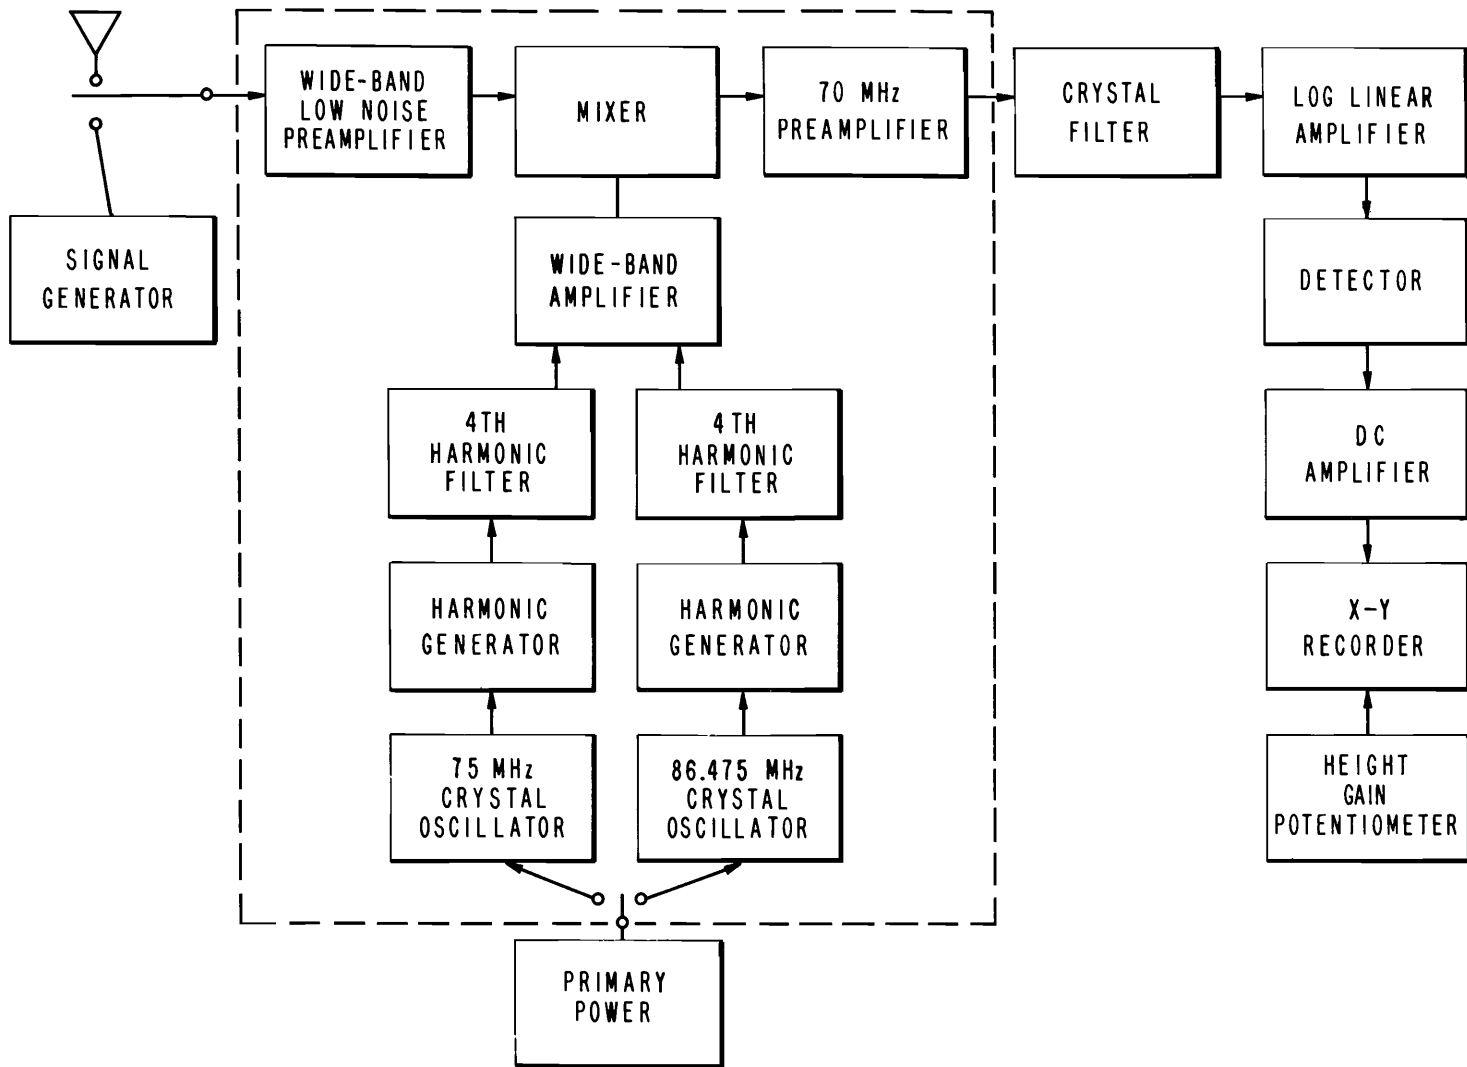 WIDE-BAND
LOW NOISE
PREAMPLIFIER
MIXER
70 MHz
PREAMPLIFIER
CRYSTAL
FILTER
LOG LINEAR
AMPLIFIER
SIGNAL
GENERATOR
WIDE-BAND
AMPLIFIER
DETECTOR
4TH
HARMONIC
FILTER
4TH
HARMONIC
FILTER
DC
AMPLIFIER
HARMONIC
GENERATOR
HARMONIC
GENERATOR
X-Y
RECORDER
75 MHz
CRYSTAL
OSCILLATOR
86.475 MHz
CRYSTAL
OSCILLATOR
HEIGHT
GAIN
POTENTIOMETER
PRIMARY
POWER